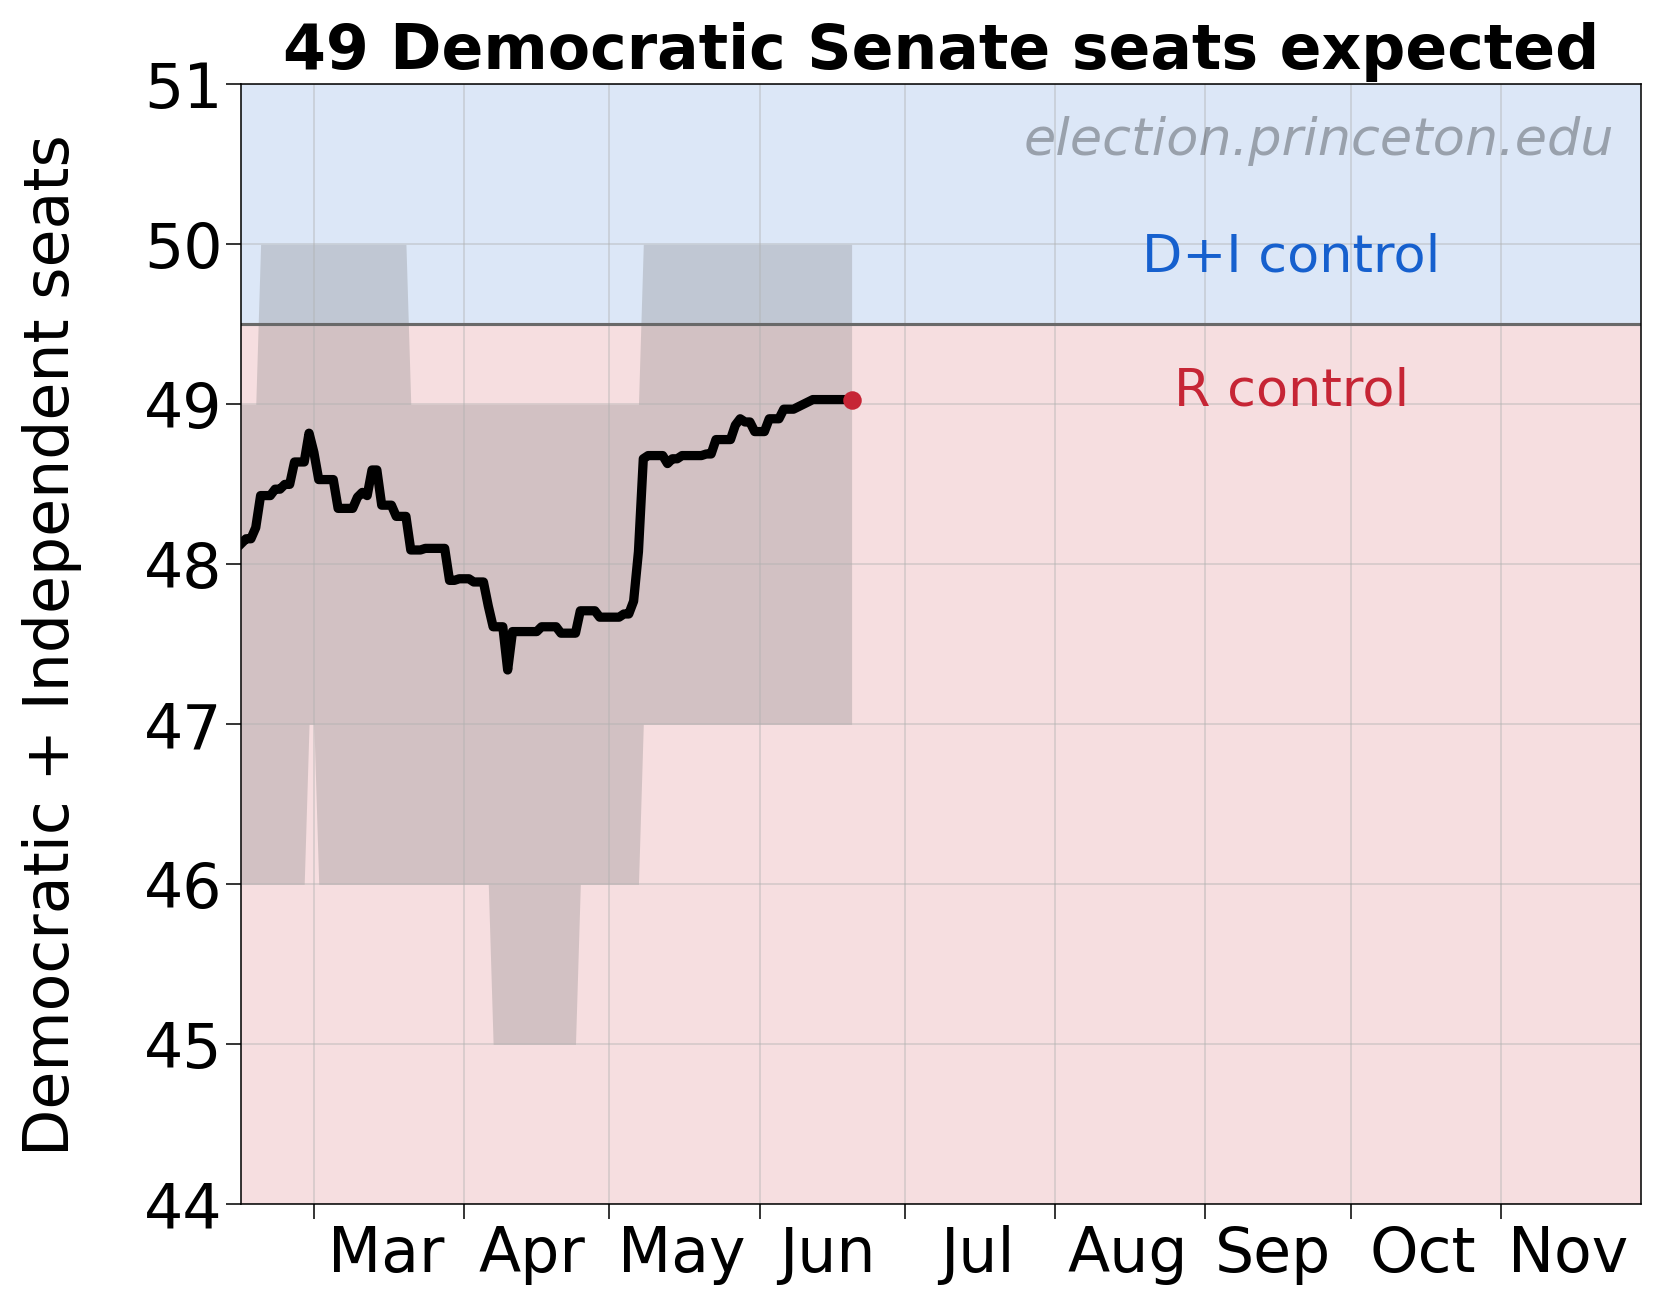 49 Democratic Senate seats expected
election.princeton.edu
D+I control
R control
Democratic + Independent seats
51
50
49
48
47
46
45
44
Mar Apr May Jun Jul Aug Sep Oct Nov